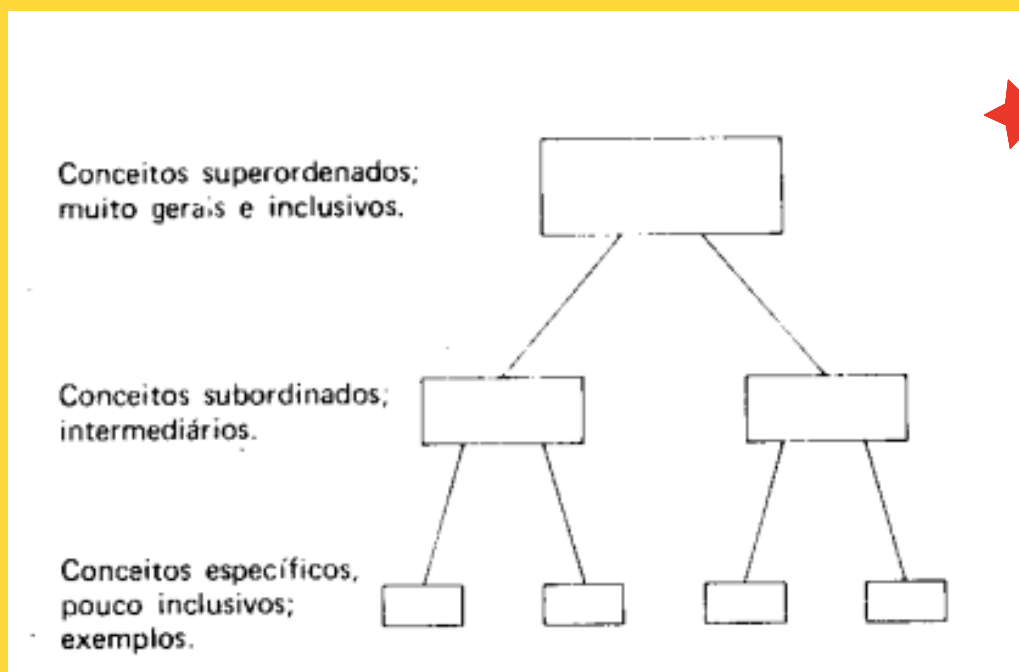 Conceitos superordenados;
muito gerais e inclusivos.
Conceitos subordinados;
intermediários.
Conceitos específicos,
pouco inclusivos;
exemplos.